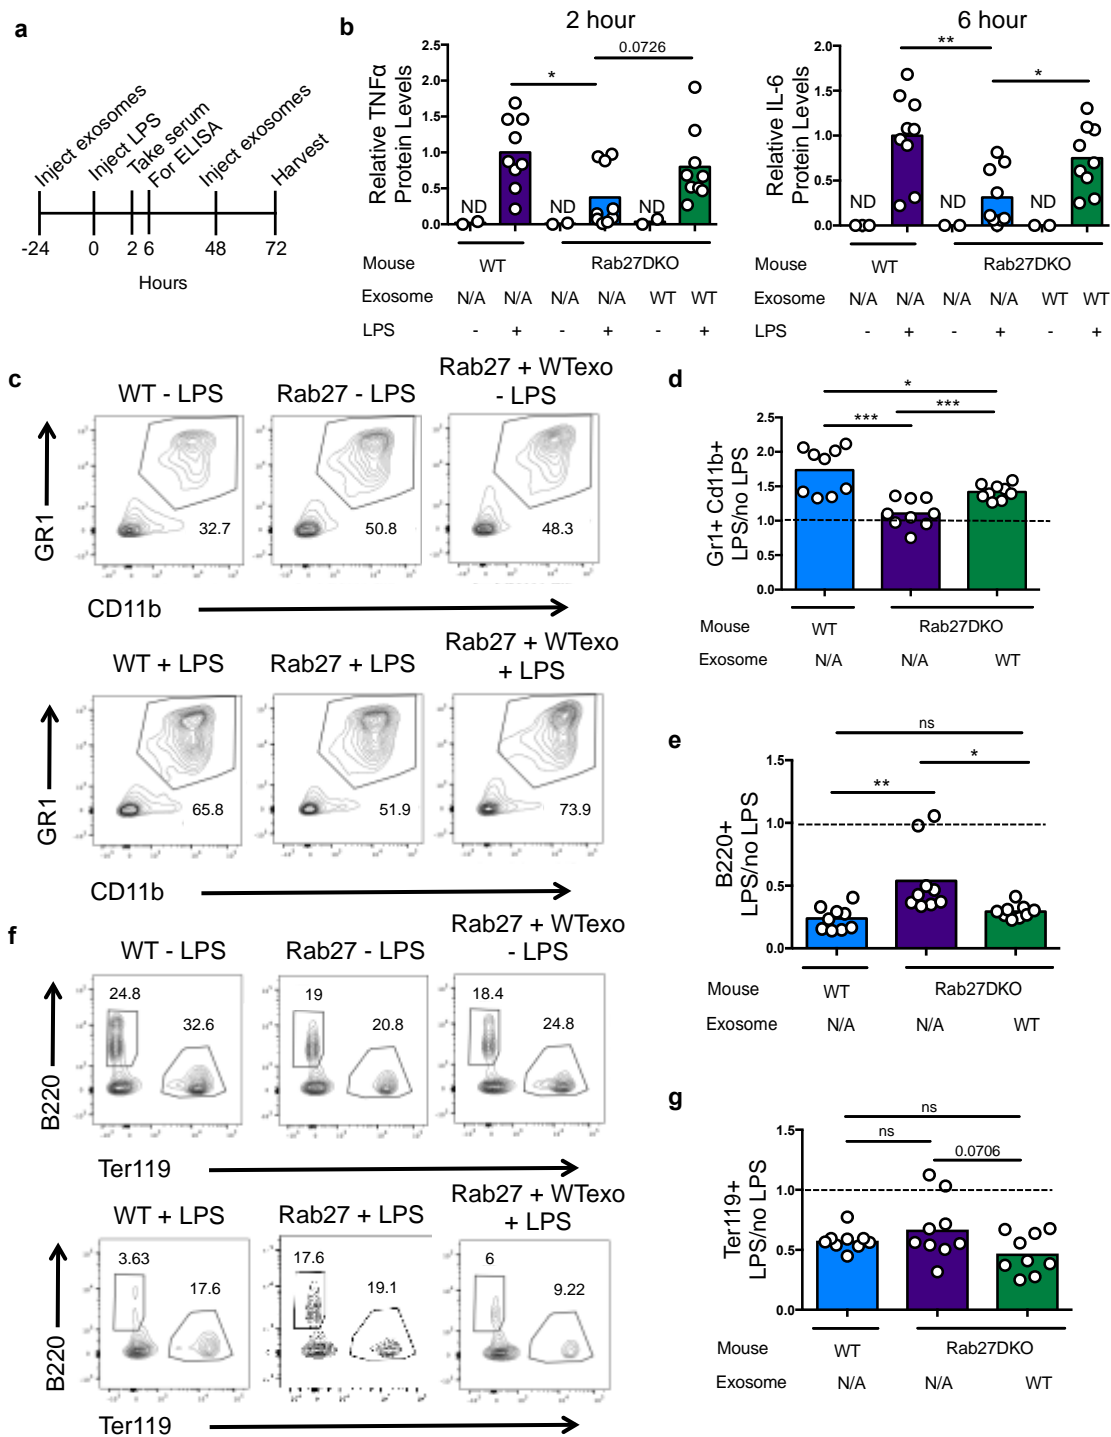 a
Inject exosomes
Inject LPS
Take serum
For ELISA
Inject exosomes
Harvest
-24 0 2 6 48 72
Hours
b
2 hour
Relative TNFα
Protein Levels
2.5
2.0
1.5
1.0
0.5
0.0
ND ND ND
*
0.0726
Mouse WT Rab27DKO
Exosome N/A N/A N/A N/A WT WT
LPS - + - + - +
6 hour
Relative IL-6
Protein Levels
2.0
1.5
1.0
0.5
0.0
ND ND ND
**
*
Mouse WT Rab27DKO
Exosome N/A N/A N/A N/A WT WT
LPS - + - + - +
c
WT - LPS
Rab27 - LPS
Rab27 + WTexo
- LPS
32.7
50.8
48.3
GR1
CD11b
WT + LPS
Rab27 + LPS
Rab27 + WTexo
+ LPS
65.8
51.9
73.9
GR1
CD11b
d
*
*** ***
Gr1+ Cd11b+
LPS/no LPS
2.5
2.0
1.5
1.0
0.5
0.0
Mouse WT Rab27DKO
Exosome N/A N/A WT
e
ns
*
**
B220+
LPS/no LPS
1.5
1.0
0.5
0.0
Mouse WT Rab27DKO
Exosome N/A N/A WT
f
WT - LPS
Rab27 - LPS
Rab27 + WTexo
- LPS
24.8
32.6
19
20.8
18.4
24.8
B220
Ter119
WT + LPS
Rab27 + LPS
Rab27 + WTexo
+ LPS
3.63
17.6
17.6
19.1
6
9.22
B220
Ter119
g
ns
ns
0.0706
Ter119+
LPS/no LPS
1.5
1.0
0.5
0.0
Mouse WT Rab27DKO
Exosome N/A N/A WT